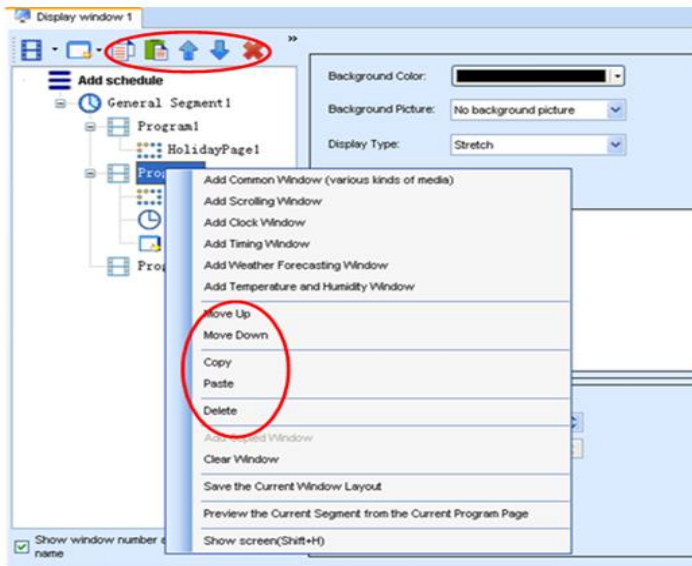 Display window 1
»
Add schedule
General Segment1
Program1
HolidayPage1
Prog
Prog
Background Color:
Background Picture: No background picture
Display Type: Stretch
Add Common Window (various kinds of media)
Add Scrolling Window
Add Clock Window
Add Timing Window
Add Weather Forecasting Window
Add Temperature and Humidity Window
Move Up
Move Down
Copy
Paste
Delete
Add Copied Window
Clear Window
Save the Current Window Layout
Preview the Current Segment from the Current Program Page
Show screen(Shift+H)
Show window number
name